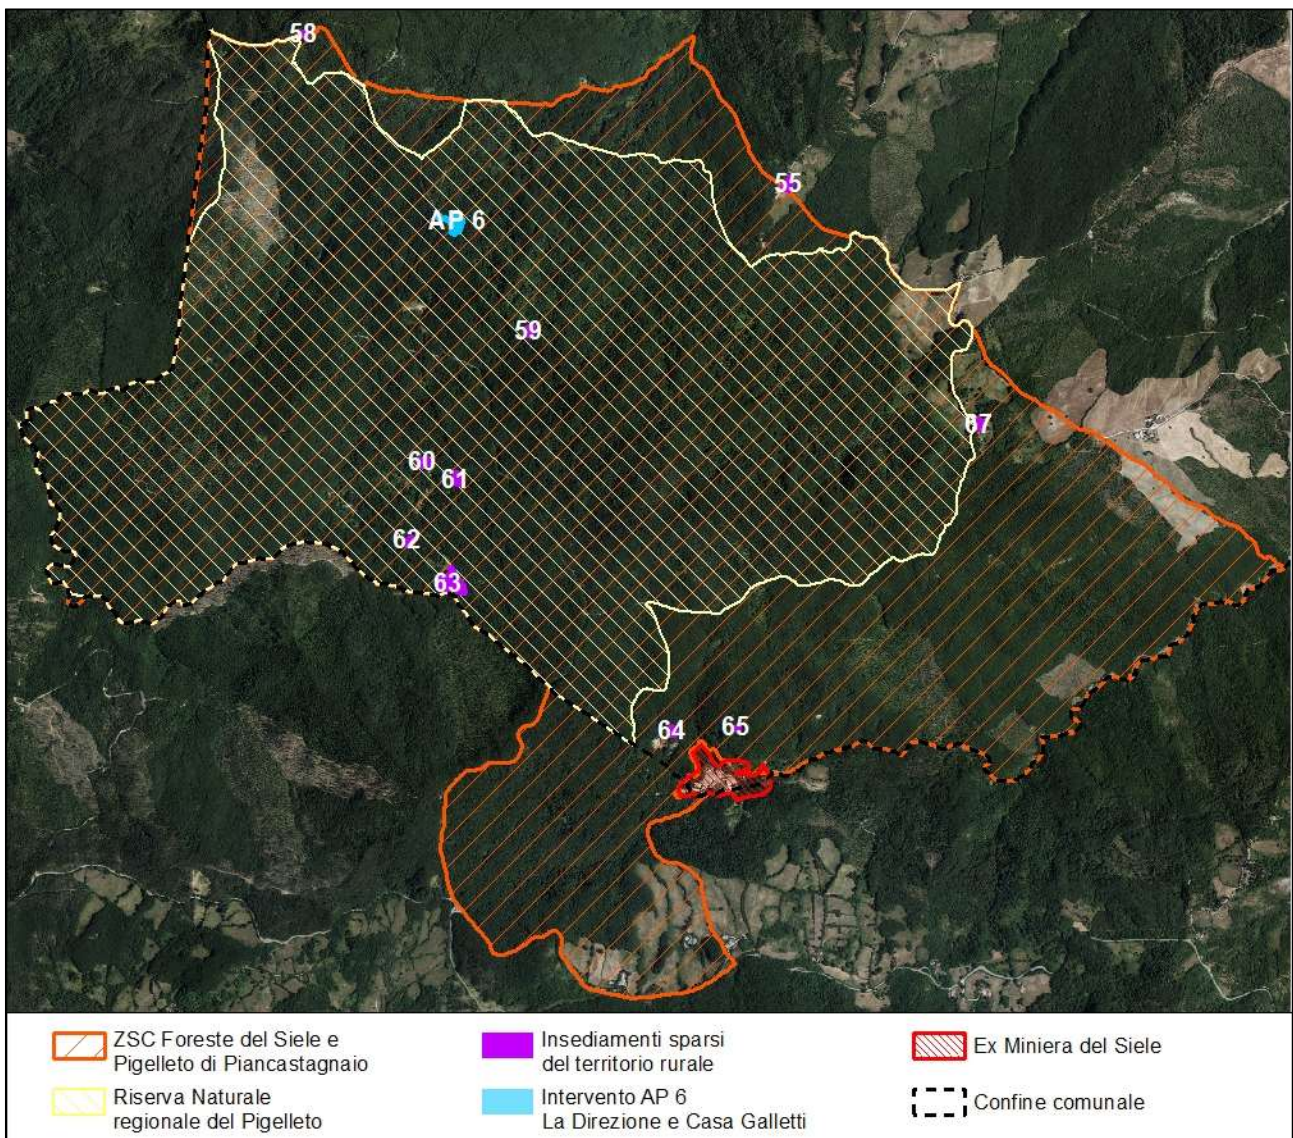 58
55
AP 6
59
67
60
61
62
63
64
65
ZSC Foreste del Siele e
Pigelleto di Piancastagnaio
Riserva Naturale
regionale del Pigelleto
Insediamenti sparsi
del territorio rurale
Intervento AP 6
La Direzione e Casa Galletti
Ex Miniera del Siele
Confine comunale